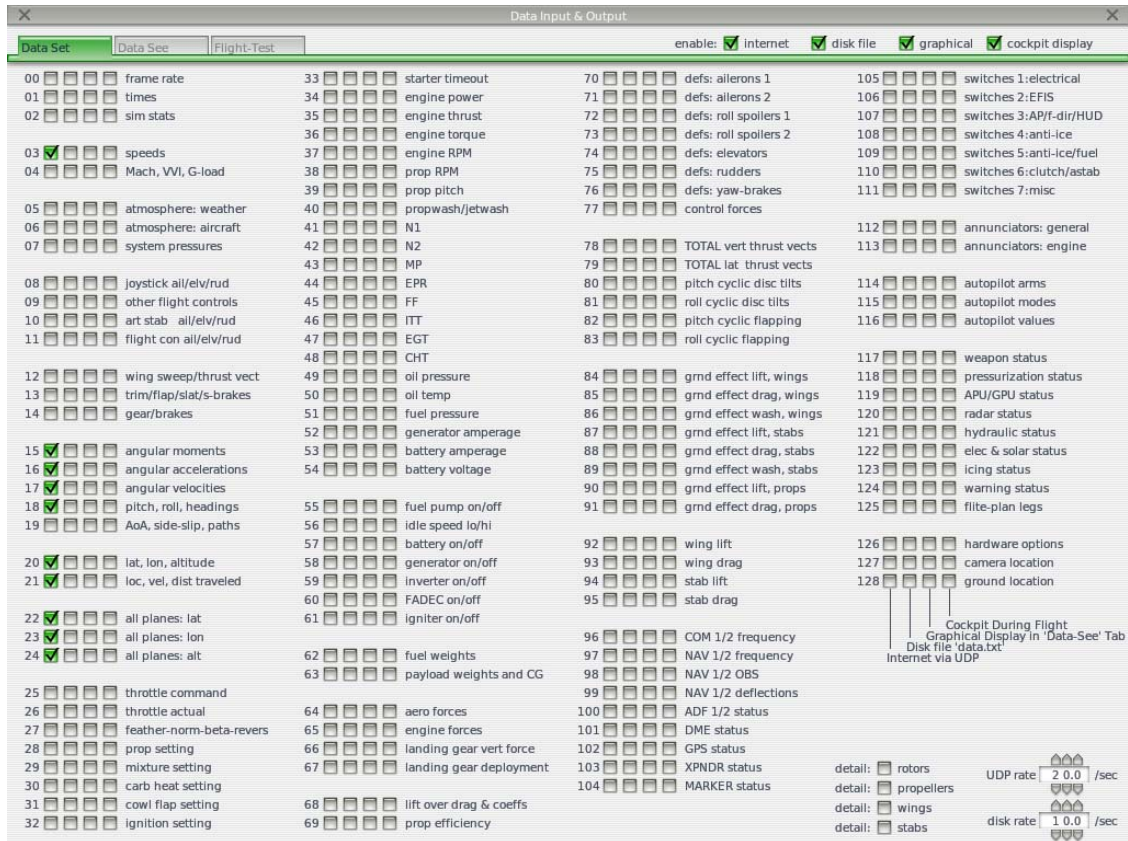 Data Input & Output
Data Set
Data See
Flight-Test
enable: internet disk file graphical cockpit display
00 frame rate
01 times
02 sim stats
03 speeds
04 Mach, VVI, G-load
05 atmosphere: weather
06 atmosphere: aircraft
07 system pressures
08 joystick ail/elv/rud
09 other flight controls
10 art stab ail/elv/rud
11 flight con ail/elv/rud
12 wing sweep/thrust vect
13 trim/flap/slat/s-brakes
14 gear/brakes
15 angular moments
16 angular accelerations
17 angular velocities
18 pitch, roll, headings
19 AoA, side-slip, paths
20 lat, lon, altitude
21 loc, vel, dist traveled
22 all planes: lat
23 all planes: lon
24 all planes: alt
25 throttle command
26 throttle actual
27 feather-norm-beta-revers
28 prop setting
29 mixture setting
30 carb heat setting
31 cowl flap setting
32 ignition setting
33 starter timeout
34 engine power
35 engine thrust
36 engine torque
37 engine RPM
38 prop RPM
39 prop pitch
40 propwash/jetwash
41 N1
42 N2
43 MP
44 EPR
45 FF
46 ITT
47 EGT
48 CHT
49 oil pressure
50 oil temp
51 fuel pressure
52 generator amperage
53 battery amperage
54 battery voltage
55 fuel pump on/off
56 idle speed lo/hi
57 battery on/off
58 generator on/off
59 inverter on/off
60 FADEC on/off
61 igniter on/off
62 fuel weights
63 payload weights and CG
64 aero forces
65 engine forces
66 landing gear vert force
67 landing gear deployment
68 lift over drag & coeffs
69 prop efficiency
70 defs: ailerons 1
71 defs: ailerons 2
72 defs: roll spoilers 1
73 defs: roll spoilers 2
74 defs: elevators
75 defs: rudders
76 defs: yaw-brakes
77 control forces
78 TOTAL vert thrust vects
79 TOTAL lat thrust vects
80 pitch cyclic disc tilts
81 roll cyclic disc tilts
82 pitch cyclic flapping
83 roll cyclic flapping
84 grnd effect lift, wings
85 grnd effect drag, wings
86 grnd effect wash, wings
87 grnd effect lift, stabs
88 grnd effect drag, stabs
89 grnd effect wash, stabs
90 grnd effect lift, props
91 grnd effect drag, props
92 wing lift
93 wing drag
94 stab lift
95 stab drag
96 COM 1/2 frequency
97 NAV 1/2 frequency
98 NAV 1/2 OBS
99 NAV 1/2 deflections
100 ADF 1/2 status
101 DME status
102 GPS status
103 XPNDR status
104 MARKER status
105 switches 1:electrical
106 switches 2:EFIS
107 switches 3:AP/f-dir/HUD
108 switches 4:anti-ice
109 switches 5:anti-ice/fuel
110 switches 6:clutch/astab
111 switches 7:misc
112 annunciators: general
113 annunciators: engine
114 autopilot arms
115 autopilot modes
116 autopilot values
117 weapon status
118 pressurization status
119 APU/GPU status
120 radar status
121 hydraulic status
122 elec & solar status
123 icing status
124 warning status
125 flite-plan legs
126 hardware options
127 camera location
128 ground location
Cockpit During Flight
Graphical Display in 'Data-See' Tab
Disk file 'data.txt'
Internet via UDP
detail: rotors
detail: propellers
detail: wings
detail: stabs
UDP rate 20.0 /sec
disk rate 10.0 /sec